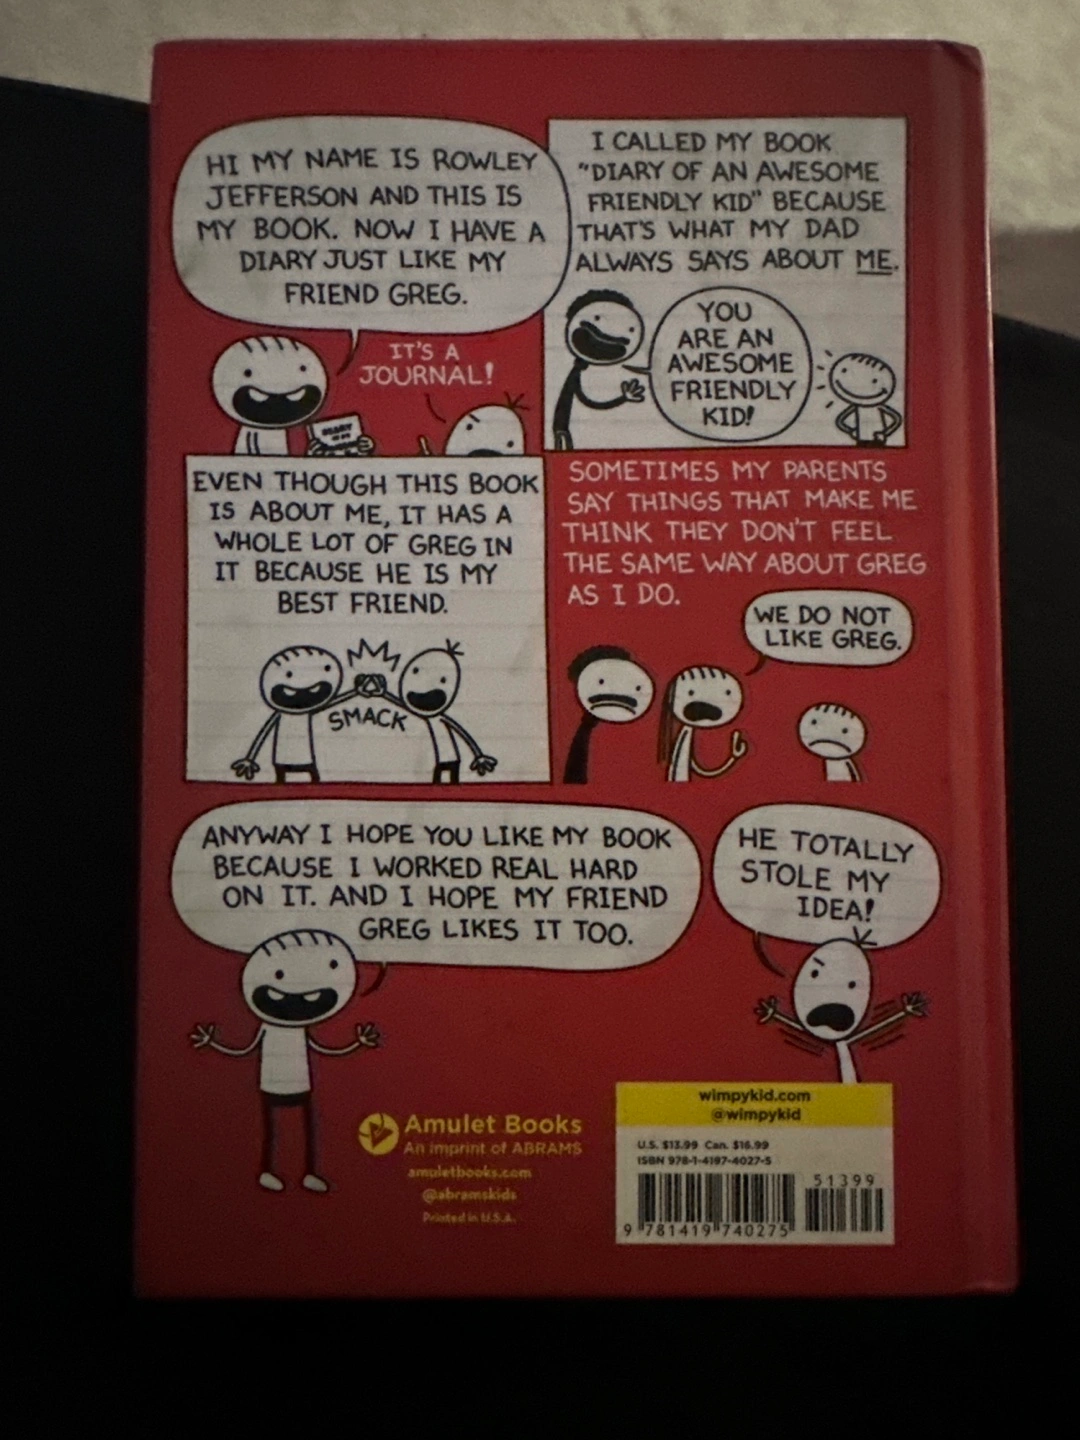 HI MY NAME IS ROWLEY
JEFFERSON AND THIS IS
MY BOOK. NOW I HAVE A
DIARY JUST LIKE MY
FRIEND GREG.
IT'S A
JOURNAL!
DIARY
I CALLED MY BOOK
"DIARY OF AN AWESOME
FRIENDLY KID" BECAUSE
THAT'S WHAT MY DAD
ALWAYS SAYS ABOUT ME.
YOU
ARE AN
AWESOME
FRIENDLY
KID!
EVEN THOUGH THIS BOOK
IS ABOUT ME, IT HAS A
WHOLE LOT OF GREG IN
IT BECAUSE HE IS MY
BEST FRIEND.
SMACK
SOMETIMES MY PARENTS
SAY THINGS THAT MAKE ME
THINK THEY DON'T FEEL
THE SAME WAY ABOUT GREG
AS I DO.
WE DO NOT
LIKE GREG.
ANYWAY I HOPE YOU LIKE MY BOOK
BECAUSE I WORKED REAL HARD
ON IT. AND I HOPE MY FRIEND
GREG LIKES IT TOO.
HE TOTALLY
STOLE MY
IDEA!
Amulet Books
An imprint of ABRAMS
amuletbooks.com
@abramskids
Printed in U.S.A.
wimpykid.com
@wimpykid
U.S. $13.99 Can. $16.99
ISBN 978-1-4197-4027-5
51399
9 781419 740275